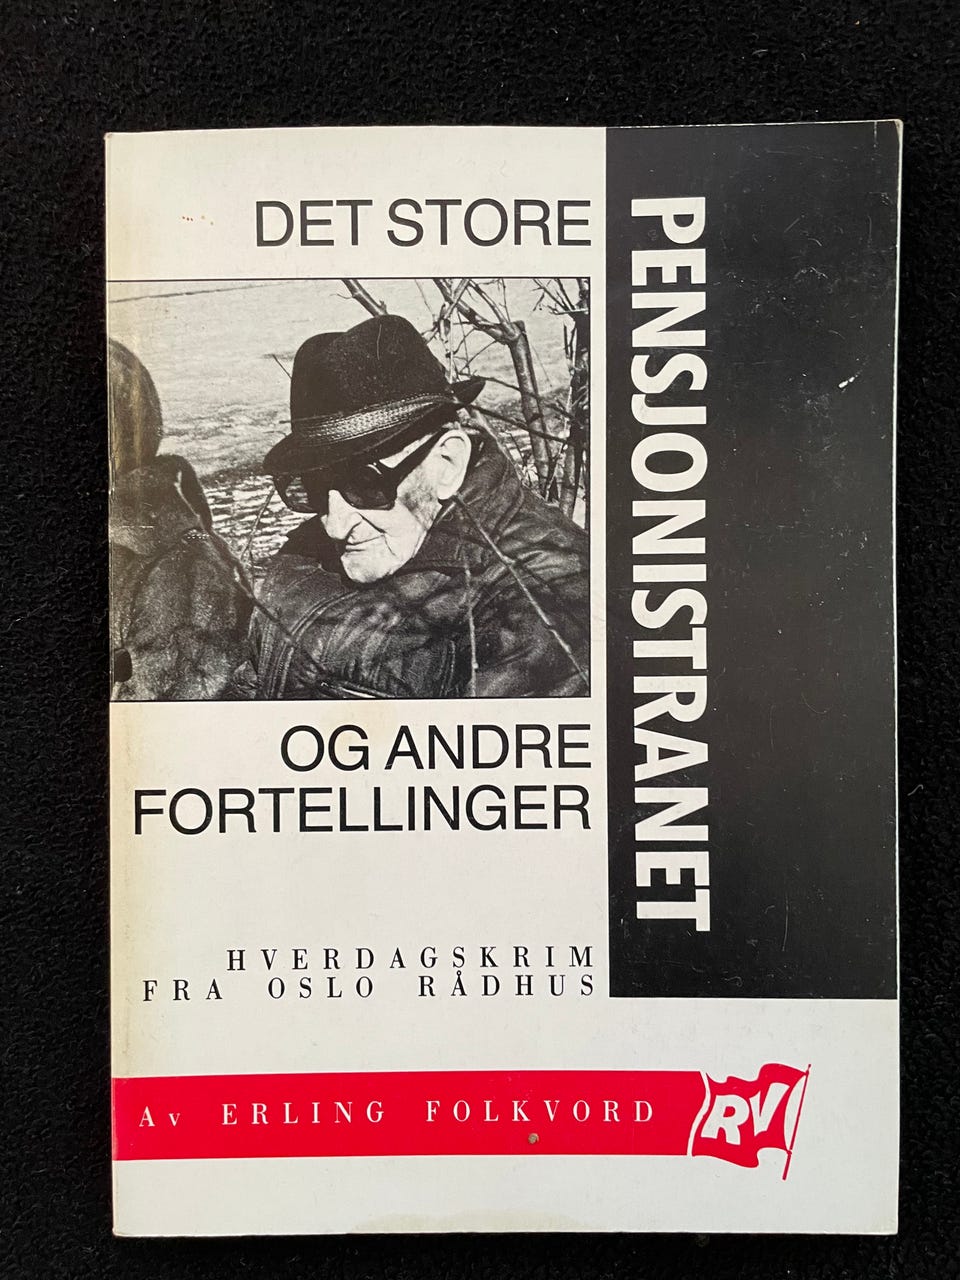 DET STORE
PENSJONISTRANET
OG ANDRE
FORTELLINGER
HVERDAGSKRIM
FRA OSLO RÅDHUS
Av ERLING FOLKVORD
RV